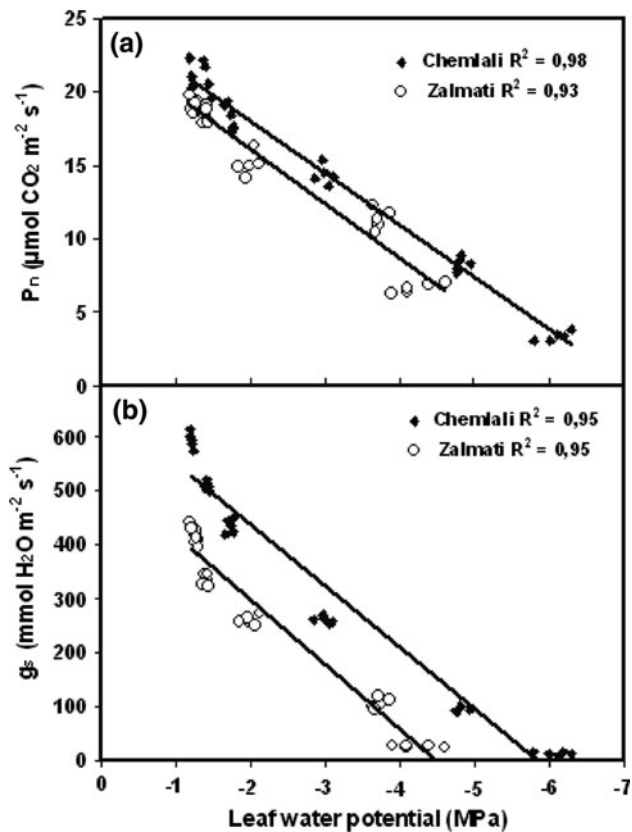 25
(a)
Chemlali R² = 0,98
Zalmati R² = 0,93
20
15
10
5
0
Pn (µmol CO2 m⁻² s⁻¹)
(b)
Chemlali R² = 0,95
Zalmati R² = 0,95
600
500
400
300
200
100
0
gs (mmol H2O m⁻² s⁻¹)
0 -1 -2 -3 -4 -5 -6 -7
Leaf water potential (MPa)